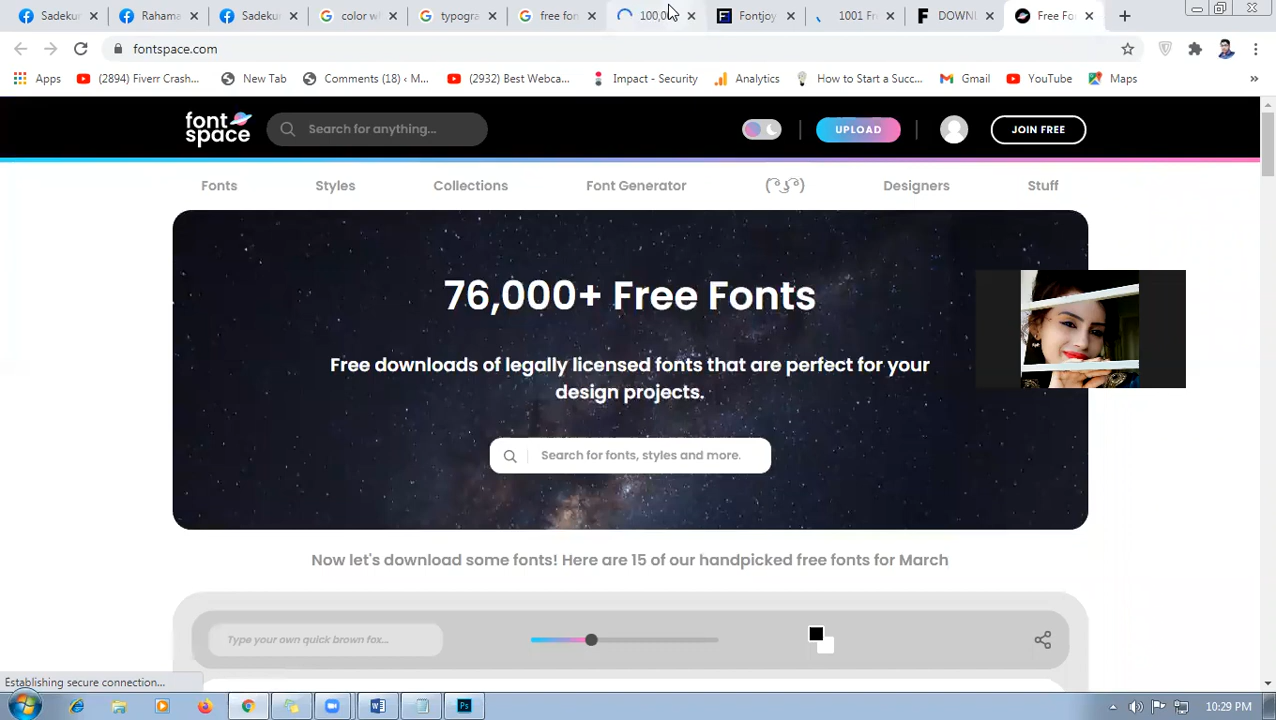 Sadeku
Rahama
Sadeku
color w
typogra
free fon
100,0
Fontjoy
1001 Fr
DOWNL
Free Fo
fontspace.com
Apps
(2894) Fiverr Crash...
New Tab
Comments (18) ‹ M...
(2932) Best Webca...
Impact - Security
Analytics
How to Start a Succ...
Gmail
YouTube
Maps
»
font space
Search for anything...
UPLOAD
JOIN FREE
Fonts
Styles
Collections
Font Generator
( ͡° ͜ʖ ͡°)
Designers
Stuff
76,000+ Free Fonts
Free downloads of legally licensed fonts that are perfect for your
design projects.
Search for fonts, styles and more.
Now let's download some fonts! Here are 15 of our handpicked free fonts for March
Type your own quick brown fox...
Establishing secure connection...
10:29 PM